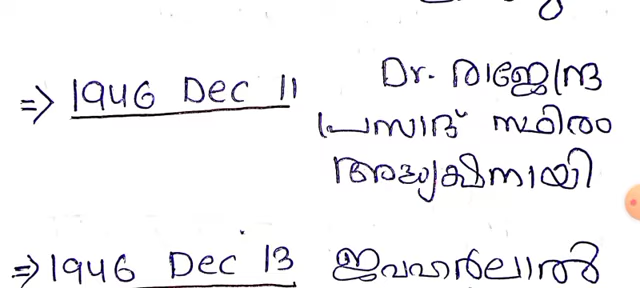 => 1946 Dec 11 Dr. രാജേന്ദ്ര
പ്രസാദ് സ്ഥിരം
അദ്ധ്യക്ഷനായി
=> 1946 Dec 13 ജവഹർലാൽ